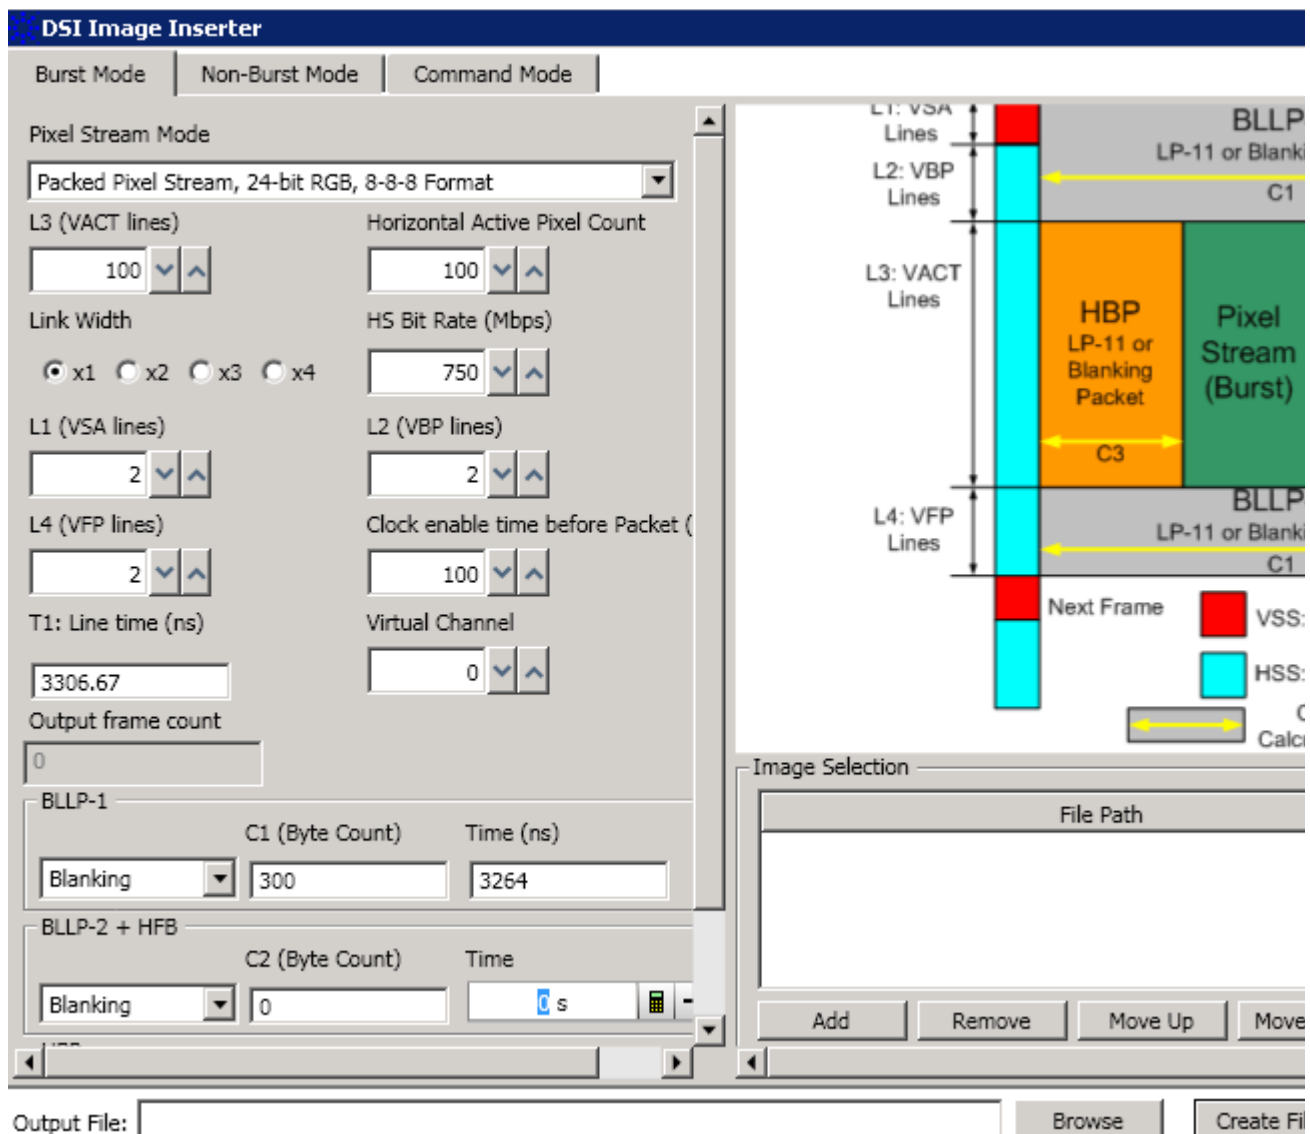 DSI Image Inserter
Burst Mode
Non-Burst Mode
Command Mode
Pixel Stream Mode
Packed Pixel Stream, 24-bit RGB, 8-8-8 Format
L3 (VACT lines)
Horizontal Active Pixel Count
100
100
Link Width
HS Bit Rate (Mbps)
x1 x2 x3 x4
750
L1 (VSA lines)
L2 (VBP lines)
2
2
L4 (VFP lines)
Clock enable time before Packet (
2
100
T1: Line time (ns)
Virtual Channel
3306.67
0
Output frame count
0
BLLP-1
C1 (Byte Count)
Time (ns)
Blanking
300
3264
BLLP-2 + HFB
C2 (Byte Count)
Time
Blanking
0
0 s
L1: VSA
Lines
BLLP
LP-11 or Blanki
C1
L2: VBP
Lines
L3: VACT
Lines
HBP
LP-11 or
Blanking
Packet
C3
Pixel
Stream
(Burst)
L4: VFP
Lines
BLLP
LP-11 or Blanki
C1
Next Frame
VSS:
HSS:
Calc
Image Selection
File Path
Add
Remove
Move Up
Move
Output File:
Browse
Create Fil